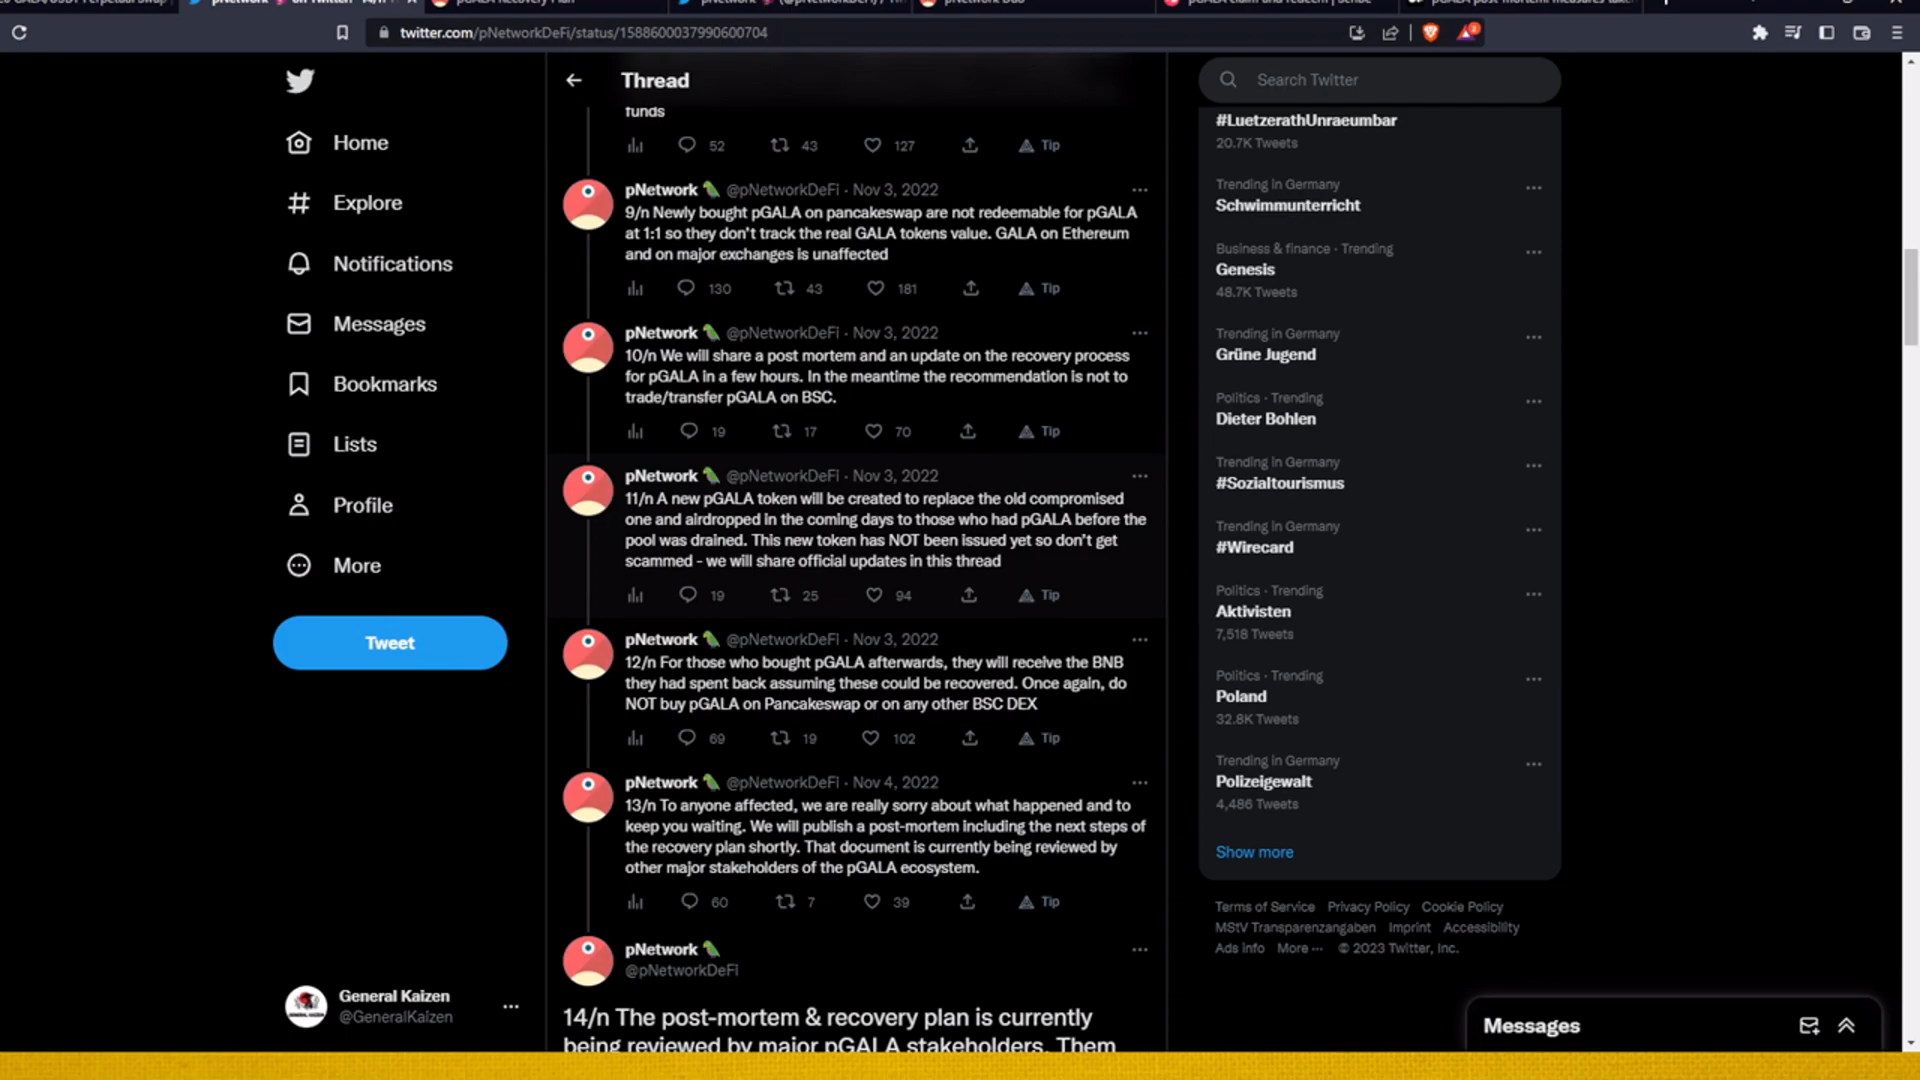 pGALA Recovery Plan
pGALA claim and redeem
twitter.com/pNetworkDeFi/status/1588600037990600704
2
Home
Explore
Notifications
Messages
Bookmarks
Lists
Profile
More
Tweet
General Kaizen
@GeneralKaizen
Thread
funds
52 43 127 Tip
pNetwork @pNetworkDeFi · Nov 3, 2022
9/n Newly bought pGALA on pancakeswap are not redeemable for pGALA
at 1:1 so they don't track the real GALA tokens value. GALA on Ethereum
and on major exchanges is unaffected
130 43 181 Tip
pNetwork @pNetworkDeFi · Nov 3, 2022
10/n We will share a post mortem and an update on the recovery process
for pGALA in a few hours. In the meantime the recommendation is not to
trade/transfer pGALA on BSC.
19 17 70 Tip
pNetwork @pNetworkDeFi · Nov 3, 2022
11/n A new pGALA token will be created to replace the old compromised
one and airdropped in the coming days to those who had pGALA before the
pool was drained. This new token has NOT been issued yet so don't get
scammed - we will share official updates in this thread
19 25 94 Tip
pNetwork @pNetworkDeFi · Nov 3, 2022
12/n For those who bought pGALA afterwards, they will receive the BNB
they had spent back assuming these could be recovered. Once again, do
NOT buy pGALA on Pancakeswap or on any other BSC DEX
69 19 102 Tip
pNetwork @pNetworkDeFi · Nov 4, 2022
13/n To anyone affected, we are really sorry about what happened and to
keep you waiting. We will publish a post-mortem including the next steps of
the recovery plan shortly. That document is currently being reviewed by
other major stakeholders of the pGALA ecosystem.
60 7 39 Tip
pNetwork
@pNetworkDeFi
14/n The post-mortem & recovery plan is currently
being reviewed by major pGALA stakeholders. Them
Search Twitter
#LuetzerathUnraeumbar
20.7K Tweets
Trending in Germany
Schwimmunterricht
Business & finance · Trending
Genesis
48.7K Tweets
Trending in Germany
Grüne Jugend
Politics · Trending
Dieter Bohlen
Trending in Germany
#Sozialtourismus
Trending in Germany
#Wirecard
Politics · Trending
Aktivisten
7,518 Tweets
Politics · Trending
Poland
32.8K Tweets
Trending in Germany
Polizeigewalt
4,486 Tweets
Show more
Terms of Service Privacy Policy Cookie Policy
MStV Transparenzangaben Imprint Accessibility
Ads info More ··· © 2023 Twitter, Inc.
Messages